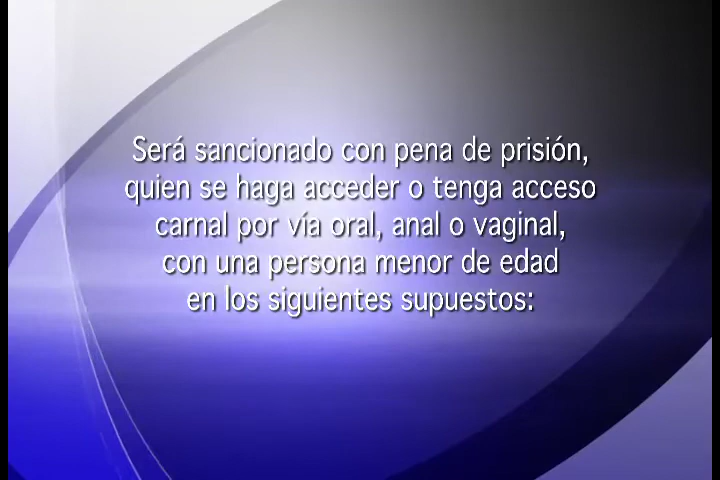 Será sancionado con pena de prisión,
quien se haga acceder o tenga acceso
carnal por vía oral, anal o vaginal,
con una persona menor de edad
en los siguientes supuestos: